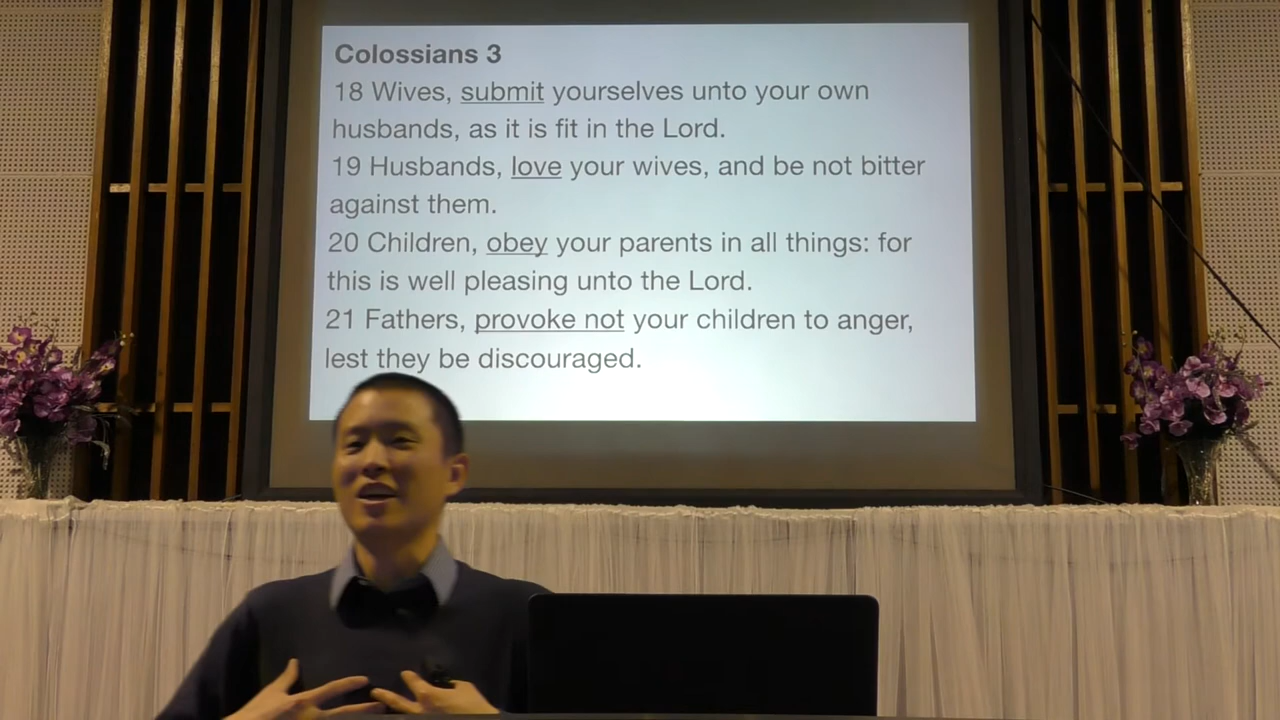 Colossians 3
18 Wives, submit yourselves unto your own
husbands, as it is fit in the Lord.
19 Husbands, love your wives, and be not bitter
against them.
20 Children, obey your parents in all things: for
this is well pleasing unto the Lord.
21 Fathers, provoke not your children to anger,
lest they be discouraged.